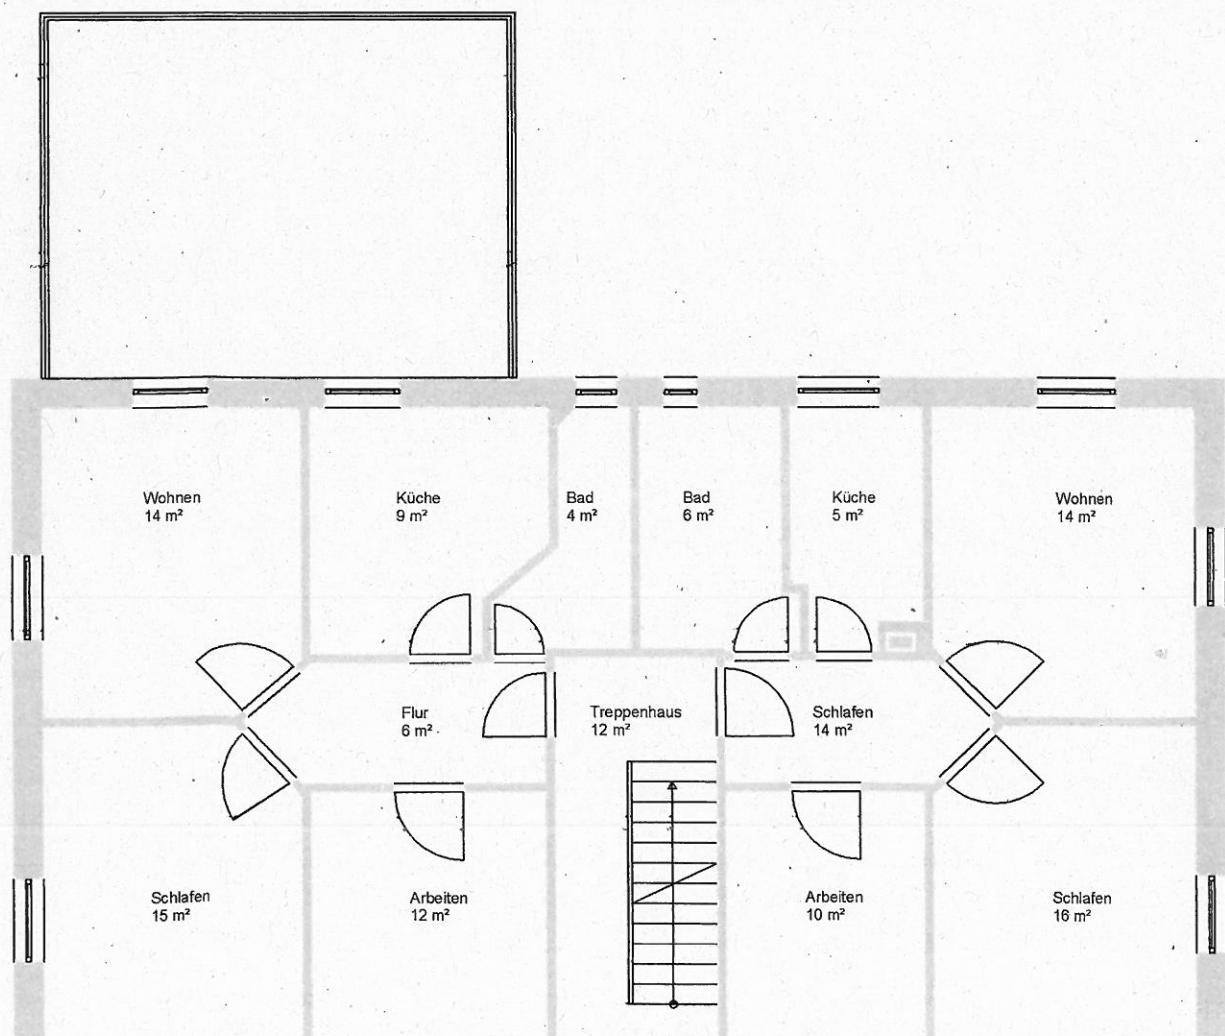 Wohnen
14 m²
Küche
9 m²
Bad
4 m²
Bad
6 m²
Küche
5 m²
Wohnen
14 m²
Flur
6 m²
Treppenhaus
12 m²
Schlafen
14 m²
Schlafen
15 m²
Arbeiten
12 m²
Arbeiten
10 m²
Schlafen
16 m²